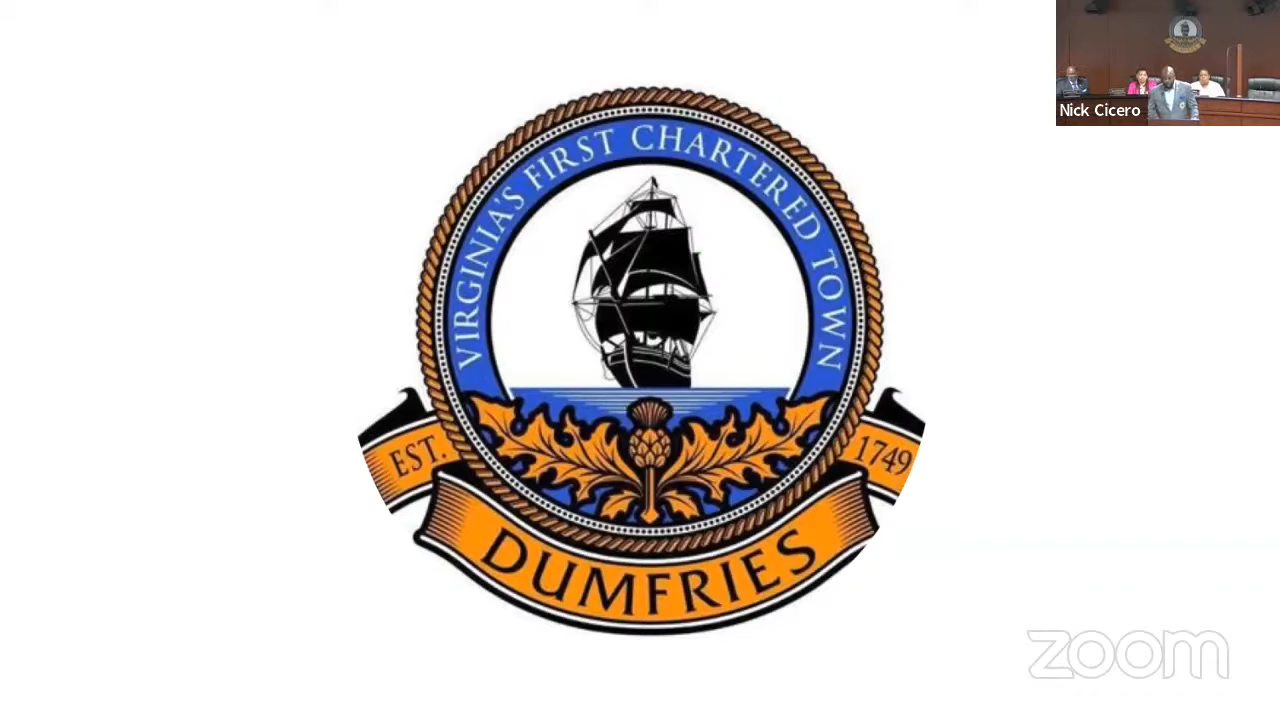 Nick Cicero
VIRGINIA'S FIRST CHARTERED TOWN
EST.
1749
DUMFRIES
zoom